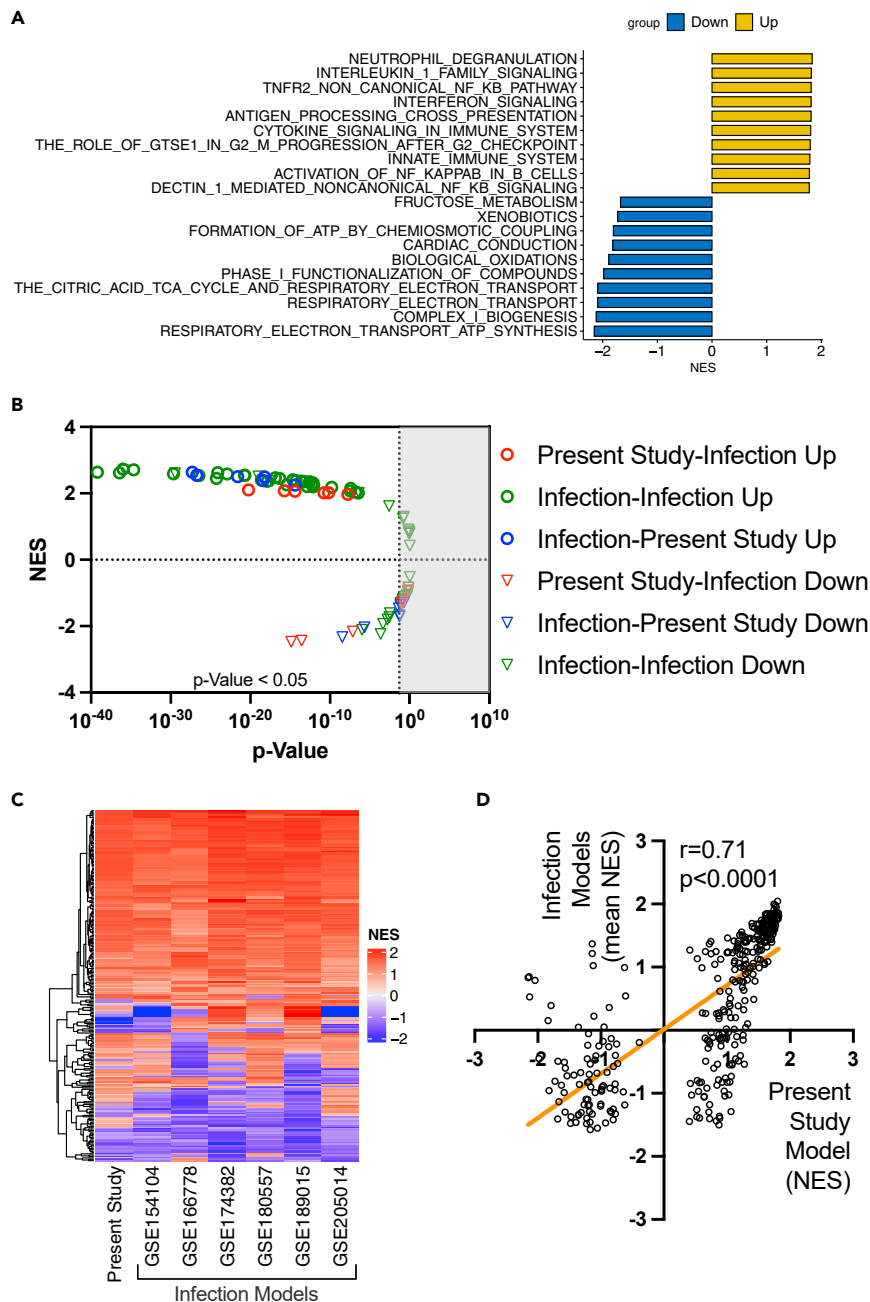 A
group Down Up
NEUTROPHIL_DEGRANULATION
INTERLEUKIN_1_FAMILY_SIGNALING
TNFR2_NON_CANONICAL_NF_KB_PATHWAY
INTERFERON_SIGNALING
ANTIGEN_PROCESSING_CROSS_PRESENTATION
CYTOKINE_SIGNALING_IN_IMMUNE_SYSTEM
THE_ROLE_OF_GTSE1_IN_G2_M_PROGRESSION_AFTER_G2_CHECKPOINT
INNATE_IMMUNE_SYSTEM
ACTIVATION_OF_NF_KAPPAB_IN_B_CELLS
DECTIN_1_MEDIATED_NONCANONICAL_NF_KB_SIGNALING
FRUCTOSE_METABOLISM
XENOBIOTICS
FORMATION_OF_ATP_BY_CHEMIOSMOTIC_COUPLING
CARDIAC_CONDUCTION
BIOLOGICAL_OXIDATIONS
PHASE_I_FUNCTIONALIZATION_OF_COMPOUNDS
THE_CITRIC_ACID_TCA_CYCLE_AND_RESPIRATORY_ELECTRON_TRANSPORT
RESPIRATORY_ELECTRON_TRANSPORT
COMPLEX_I_BIOGENESIS
RESPIRATORY_ELECTRON_TRANSPORT_ATP_SYNTHESIS
−2 −1 0 1 2
NES
B
4
2
0
-2
-4
NES
p-Value < 0.05
10^-40 10^-30 10^-20 10^-10 10^0 10^10
p-Value
Present Study-Infection Up
Infection-Infection Up
Infection-Present Study Up
Present Study-Infection Down
Infection-Present Study Down
Infection-Infection Down
C
NES
2
1
0
−1
−2
Present Study
GSE154104
GSE166778
GSE174382
GSE180557
GSE189015
GSE205014
Infection Models
D
Infection
Models
(mean NES)
r=0.71
p<0.0001
3
2
1
-1
-2
-3
-3 -2 -1 0 1 2 3
Present
Study
Model
(NES)